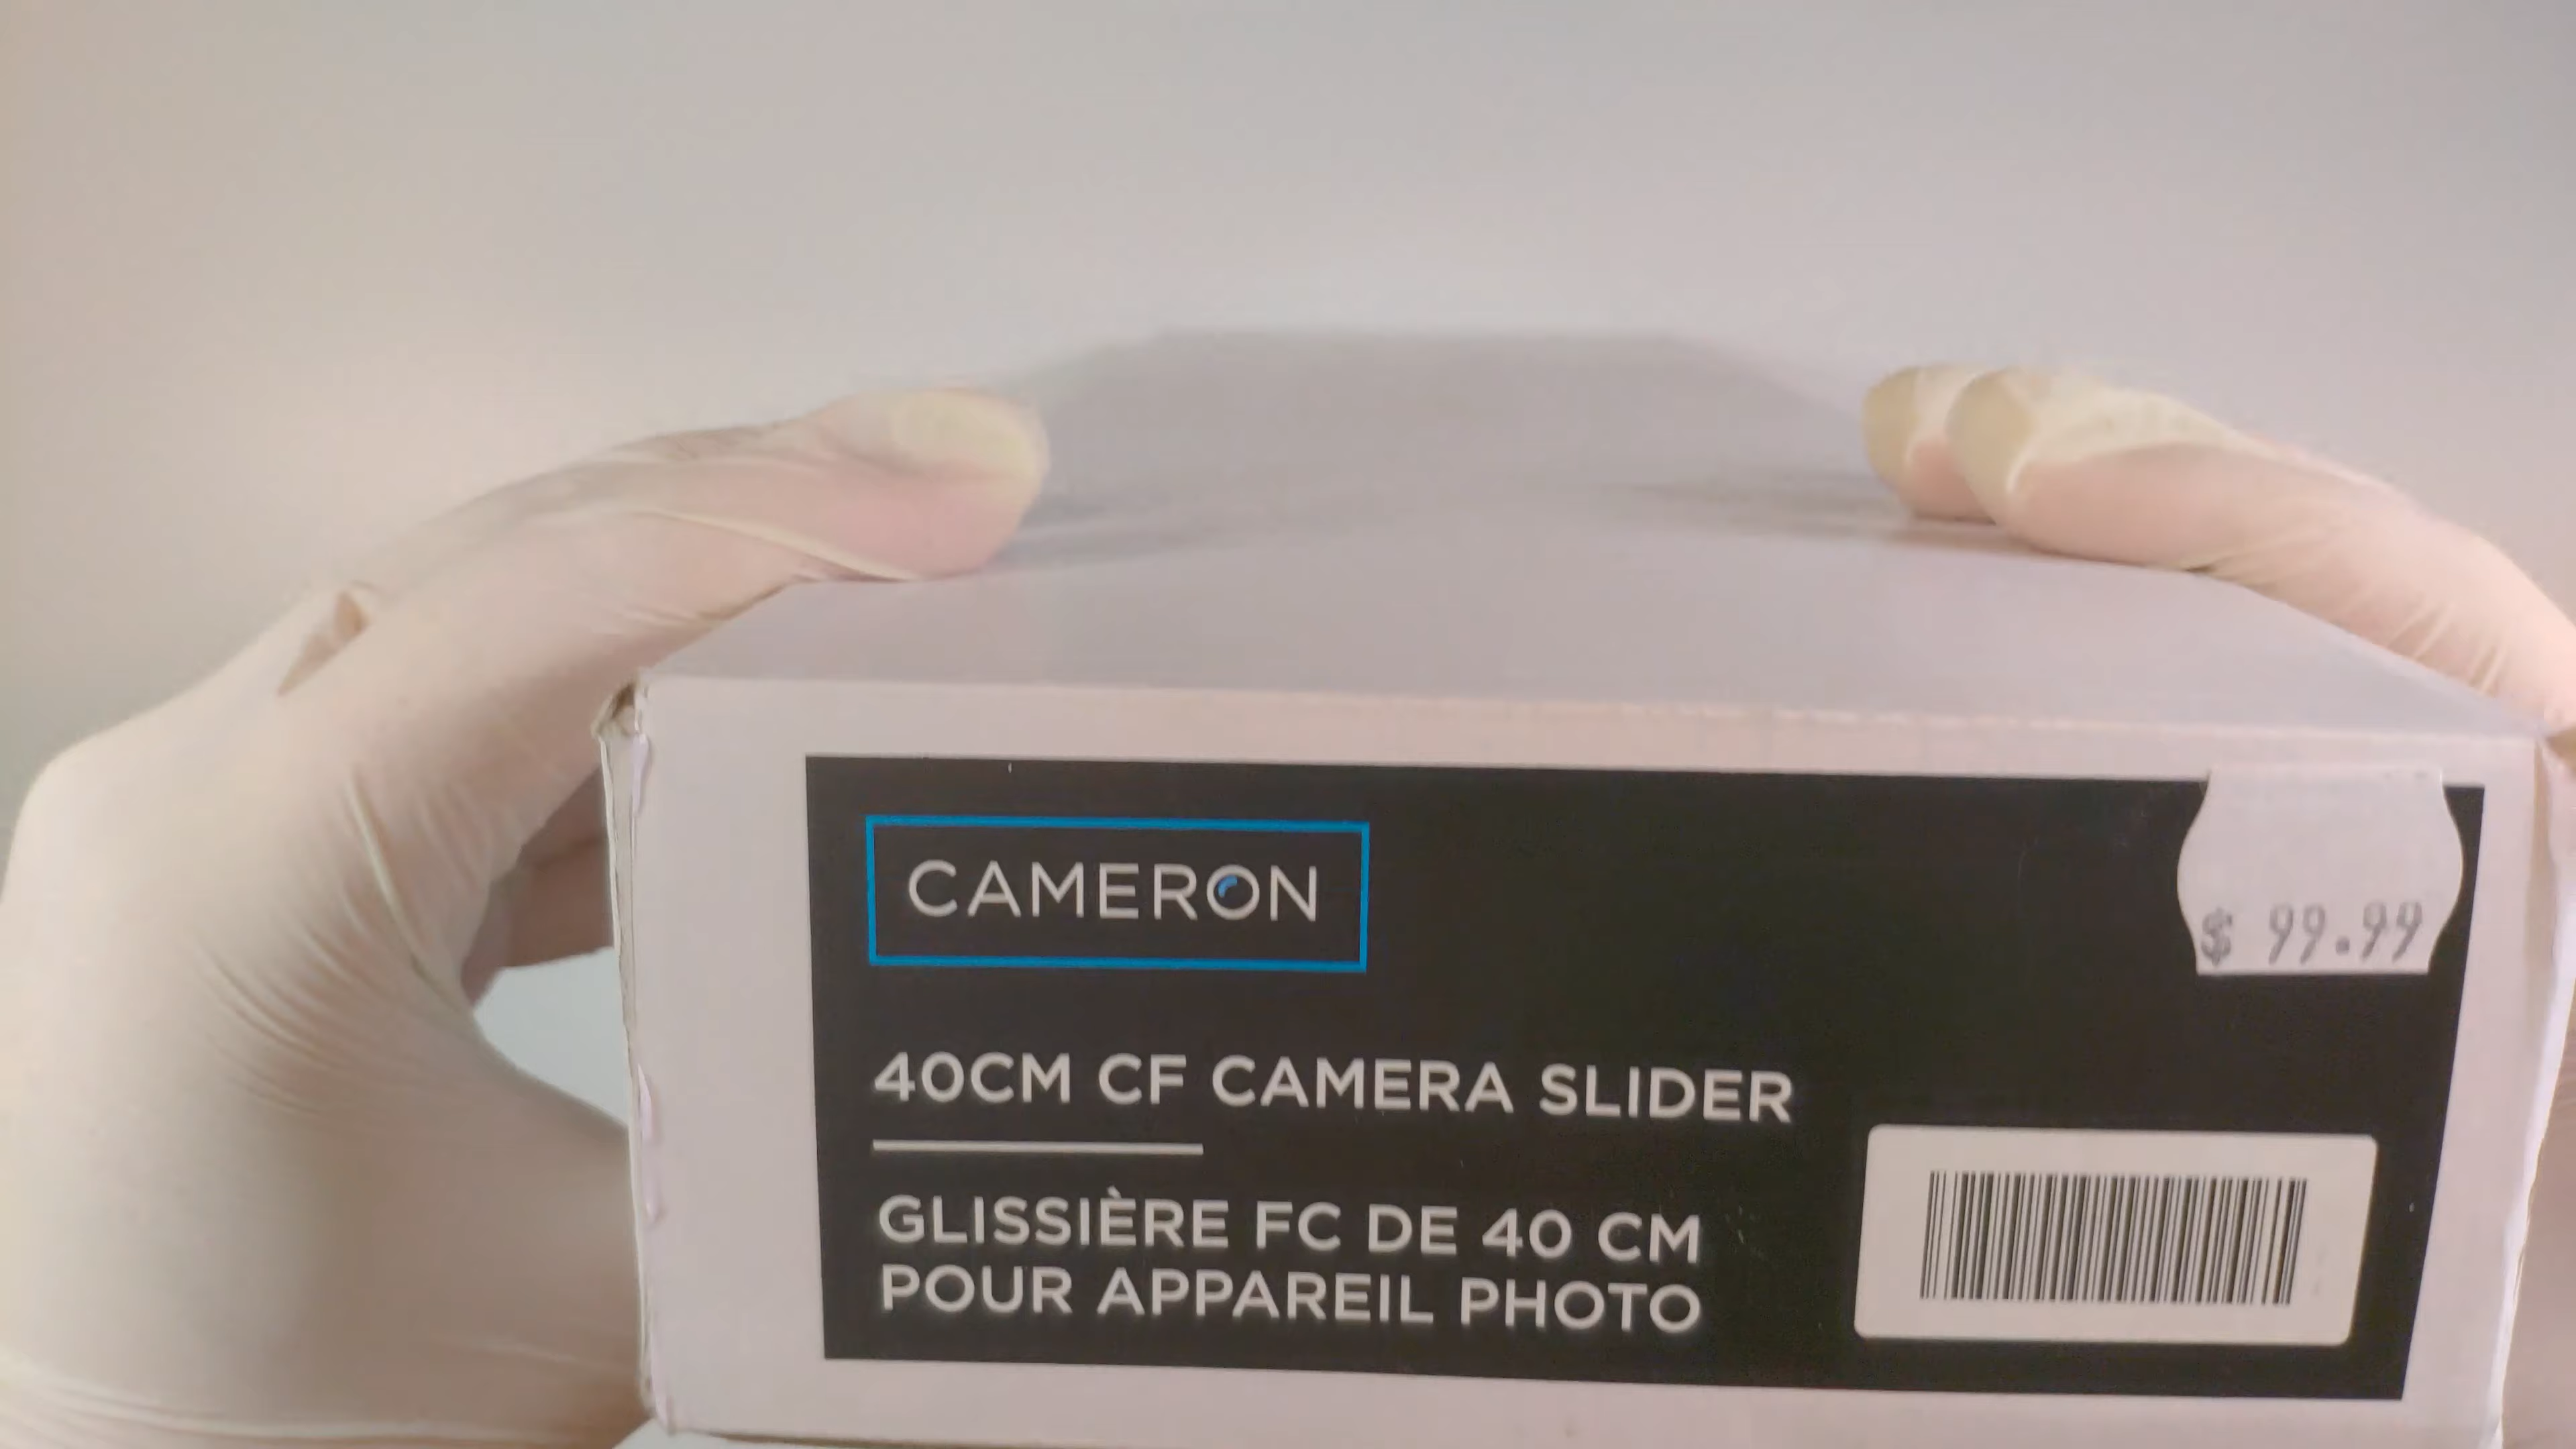 CAMERON
$ 99.99
40CM CF CAMERA SLIDER
GLISSIÈRE FC DE 40 CM
POUR APPAREIL PHOTO